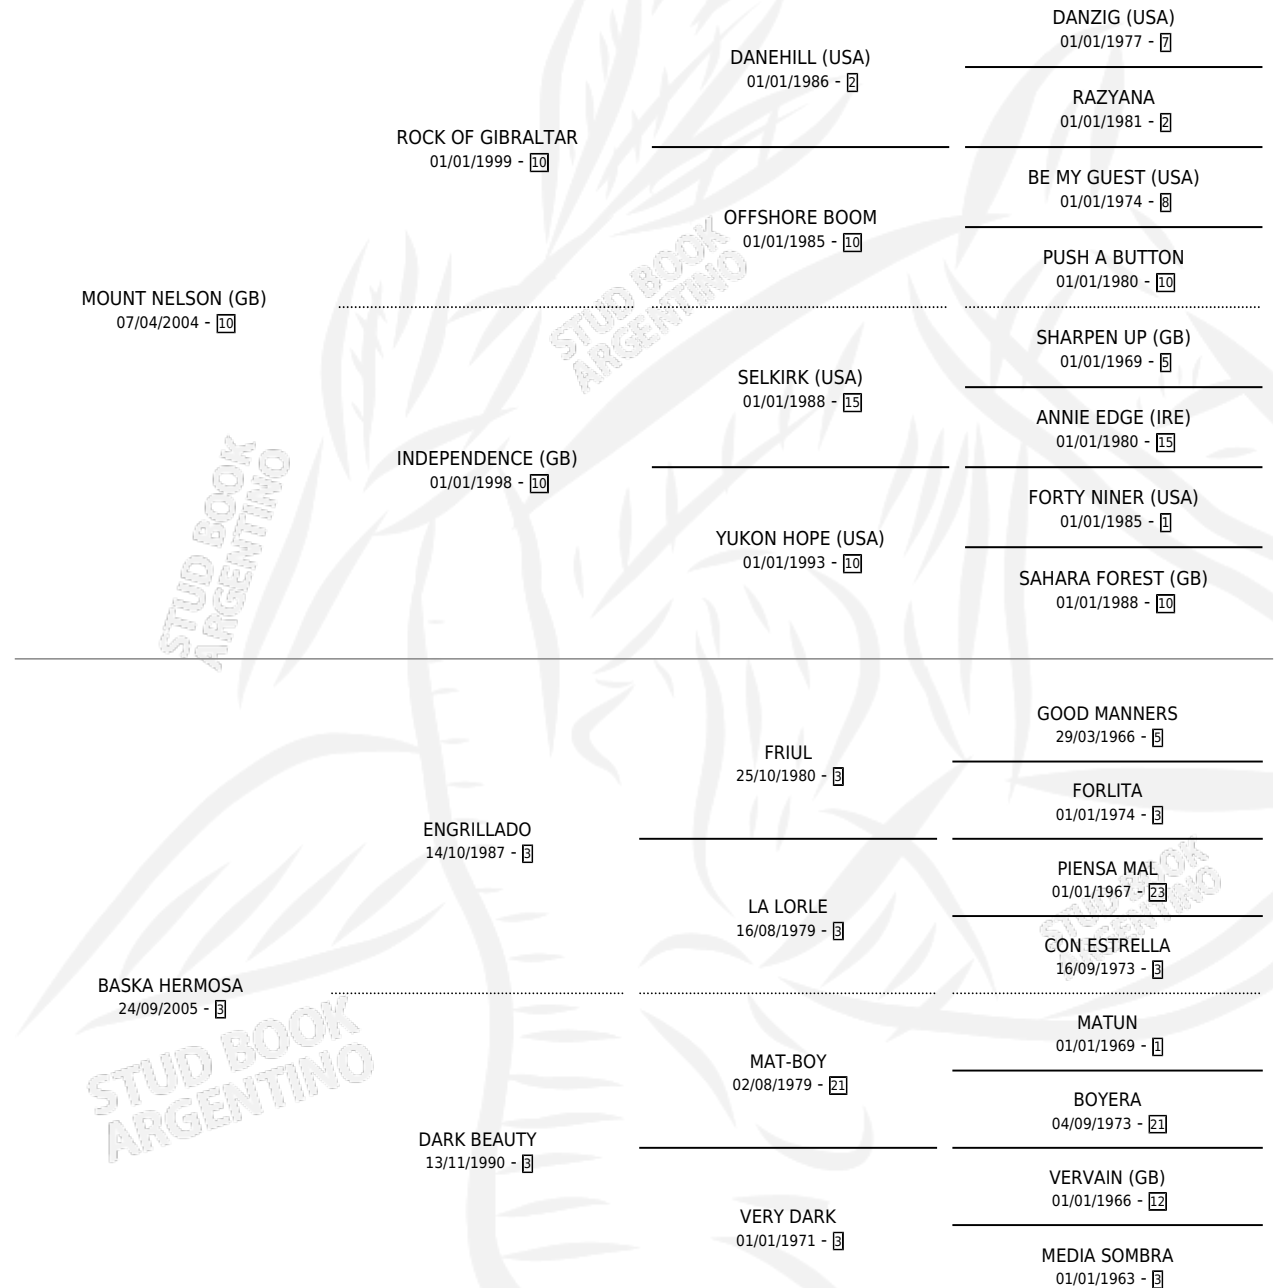 DANZIG (USA)
01/01/1977 - 7
DANEHILL (USA)
01/01/1986 - 2
RAZYANA
01/01/1981 - 2
ROCK OF GIBRALTAR
01/01/1999 - 10
BE MY GUEST (USA)
01/01/1974 - 8
OFFSHORE BOOM
01/01/1985 - 10
PUSH A BUTTON
01/01/1980 - 10
MOUNT NELSON (GB)
07/04/2004 - 10
SHARPEN UP (GB)
01/01/1969 - 5
SELKIRK (USA)
01/01/1988 - 15
ANNIE EDGE (IRE)
01/01/1980 - 15
INDEPENDENCE (GB)
01/01/1998 - 10
FORTY NINER (USA)
01/01/1985 - 1
YUKON HOPE (USA)
01/01/1993 - 10
SAHARA FOREST (GB)
01/01/1988 - 10
GOOD MANNERS
29/03/1966 - 5
FRIUL
25/10/1980 - 3
FORLITA
01/01/1974 - 3
ENGRILLADO
14/10/1987 - 3
PIENSA MAL
01/01/1967 - 23
LA LORLE
16/08/1979 - 3
CON ESTRELLA
16/09/1973 - 3
BASKA HERMOSA
24/09/2005 - 3
MATUN
01/01/1969 - 1
MAT-BOY
02/08/1979 - 21
BOYERA
04/09/1973 - 21
DARK BEAUTY
13/11/1990 - 3
VERVAIN (GB)
01/01/1966 - 12
VERY DARK
01/01/1971 - 3
MEDIA SOMBRA
01/01/1963 - 3
STUD BOOK
ARGENTINO
STUD BOOK
ARGENTINO
STUD BOOK
ARGENTINO
STUD BOOK
ARGENTINO